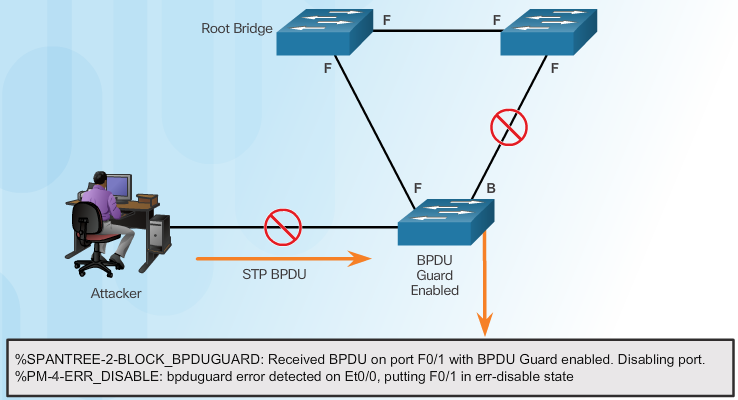 F
F
Root Bridge
F
F
F
B
STP BPDU
BPDU
Guard
Enabled
Attacker
%SPANTREE-2-BLOCK_BPDUGUARD: Received BPDU on port F0/1 with BPDU Guard enabled. Disabling port.
%PM-4-ERR_DISABLE: bpduguard error detected on Et0/0, putting F0/1 in err-disable state